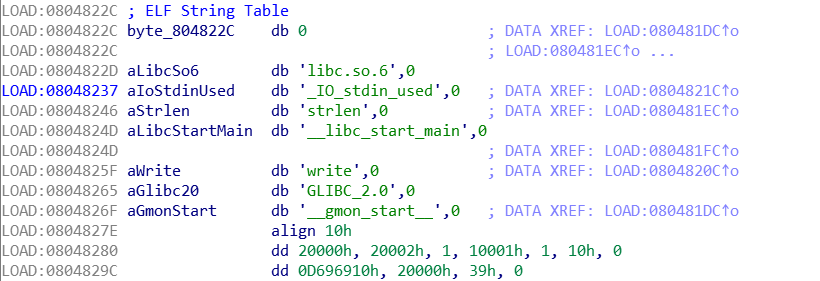 LOAD:0804822C ; ELF String Table
LOAD:0804822C byte_804822C db 0 ; DATA XREF: LOAD:080481DC↑o
LOAD:0804822C ; LOAD:080481EC↑o ...
LOAD:0804822D aLibcSo6 db 'libc.so.6',0
LOAD:08048237 aIoStdinUsed db '_IO_stdin_used',0 ; DATA XREF: LOAD:0804821C↑o
LOAD:08048246 aStrlen db 'strlen',0 ; DATA XREF: LOAD:080481EC↑o
LOAD:0804824D aLibcStartMain db '__libc_start_main',0
LOAD:0804824D ; DATA XREF: LOAD:080481FC↑o
LOAD:0804825F aWrite db 'write',0 ; DATA XREF: LOAD:0804820C↑o
LOAD:08048265 aGlibc20 db 'GLIBC_2.0',0
LOAD:0804826F aGmonStart db '__gmon_start__',0 ; DATA XREF: LOAD:080481DC↑o
LOAD:0804827E align 10h
LOAD:08048280 dd 20000h, 20002h, 1, 10001h, 1, 10h, 0
LOAD:0804829C dd 0D696910h, 20000h, 39h, 0